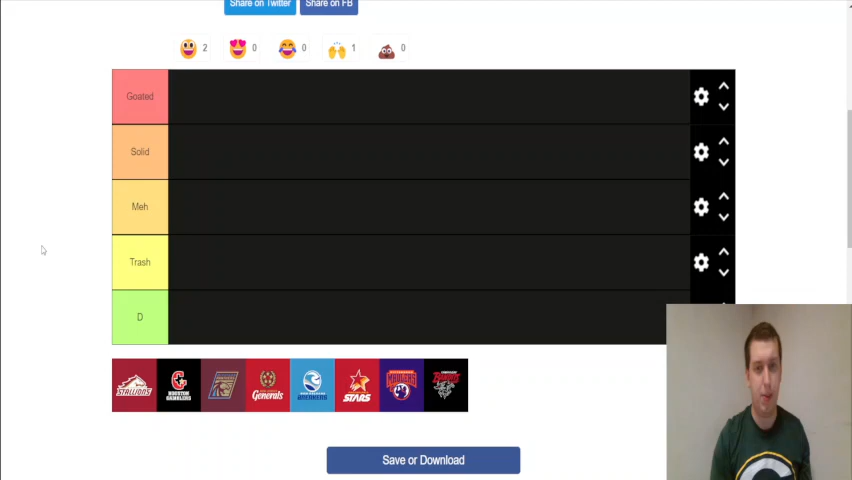 Share on Twitter
Share on FB
2
0
0
1
0
Goated
Solid
Meh
Trash
D
STALLIONS
HOUSTON GAMBLERS
Generals
STARS
MAULERS
Save or Download
G